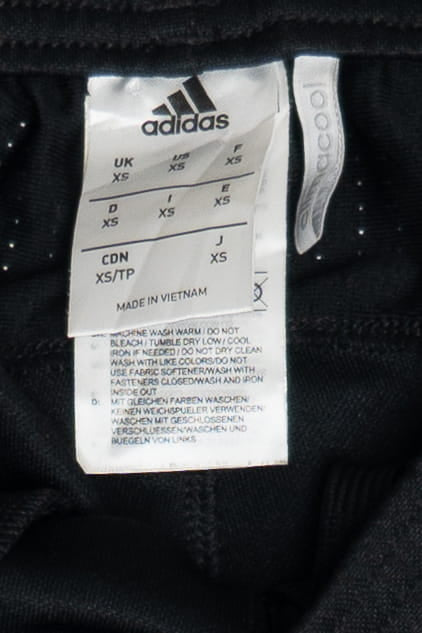 adidas
UK US F
XS XS XS
D I E
XS XS XS
CDN J
XS/TP XS
MADE IN VIETNAM
climacool
MACHINE WASH WARM / DO NOT
BLEACH / TUMBLE DRY LOW / COOL
IRON IF NEEDED / DO NOT DRY CLEAN
WASH WITH LIKE COLORS/DO NOT
USE FABRIC SOFTENER/WASH WITH
FASTENERS CLOSED/WASH AND IRON
INSIDE OUT
D: MIT GLEICHEN FARBEN WASCHEN/
KEINEN WEICHSPUELER VERWENDEN/
WASCHEN MIT GESCHLOSSENEN
VERSCHLUESSEN/WASCHEN UND
BUEGELN VON LINKS